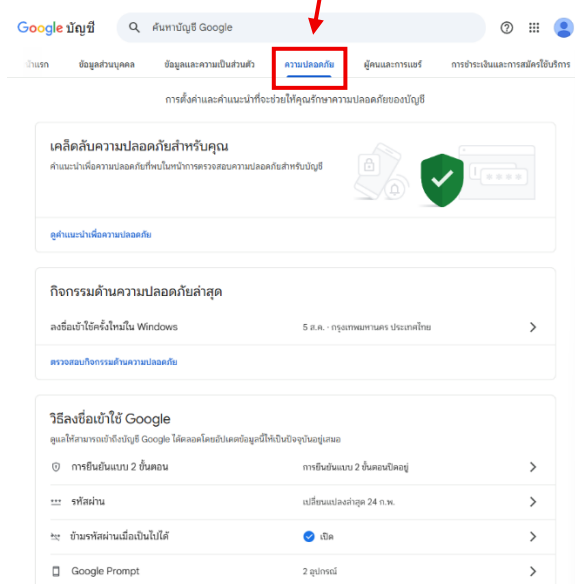 Google บัญชี
ค้นหาบัญชี Google
ข้อมูลส่วนบุคคล ข้อมูลและความเป็นส่วนตัว ความปลอดภัย ผู้คนและการแชร์ การชำระเงินและการสมัครใช้บริการ
การตั้งค่าและคำแนะนำที่จะช่วยให้คุณรักษาความปลอดภัยของบัญชี
เคล็ดลับความปลอดภัยสำหรับคุณ
คำแนะนำเพื่อความปลอดภัยที่พบในหน้าการตรวจสอบความปลอดภัยสำหรับบัญชี
ดูคำแนะนำเพื่อความปลอดภัย
กิจกรรมด้านความปลอดภัยล่าสุด
ลงชื่อเข้าใช้ครั้งใหม่ใน Windows 5 ส.ค. - กรุงเทพมหานคร ประเทศไทย
ตรวจสอบกิจกรรมด้านความปลอดภัย
วิธีลงชื่อเข้าใช้ Google
ดูแลให้สามารถเข้าถึงบัญชี Google ได้ตลอดโดยอัปเดตข้อมูลนี้ให้เป็นปัจจุบันอยู่เสมอ
การยืนยันแบบ 2 ขั้นตอน การยืนยันแบบ 2 ขั้นตอนปิดอยู่
รหัสผ่าน เปลี่ยนแปลงล่าสุด 24 ก.พ.
ข้ามรหัสผ่านเมื่อเป็นไปได้ เปิด
Google Prompt 2 อุปกรณ์